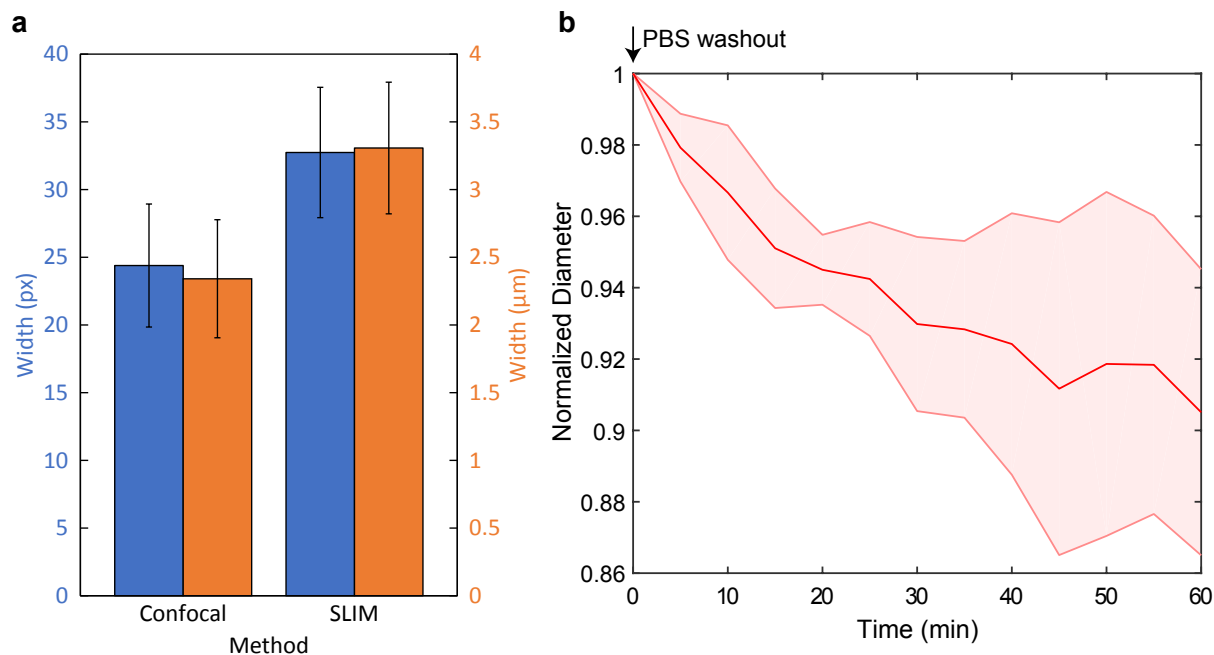 a
40
35
30
25
20
15
10
5
0
Width (px)
4
3.5
3
2.5
2
1.5
1
0.5
0
Width (μm)
Confocal SLIM
Method
b
PBS washout
1
0.98
0.96
0.94
0.92
0.9
0.88
0.86
Normalized Diameter
0 10 20 30 40 50 60
Time (min)